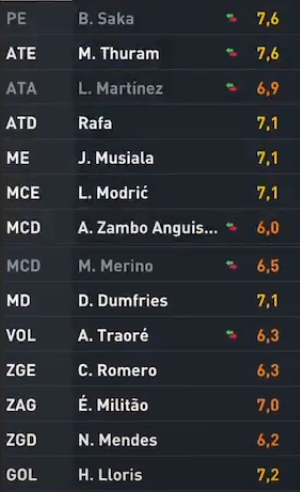 PE B. Saka 7,6
ATE M. Thuram 7,6
ATA L. Martínez 6,9
ATD Rafa 7,1
ME J. Musiala 7,1
MCE L. Modrić 7,1
MCD A. Zambo Anguis... 6,0
MCD M. Merino 6,5
MD D. Dumfries 7,1
VOL A. Traoré 6,3
ZGE C. Romero 6,3
ZAG É. Militão 7,0
ZGD N. Mendes 6,2
GOL H. Lloris 7,2